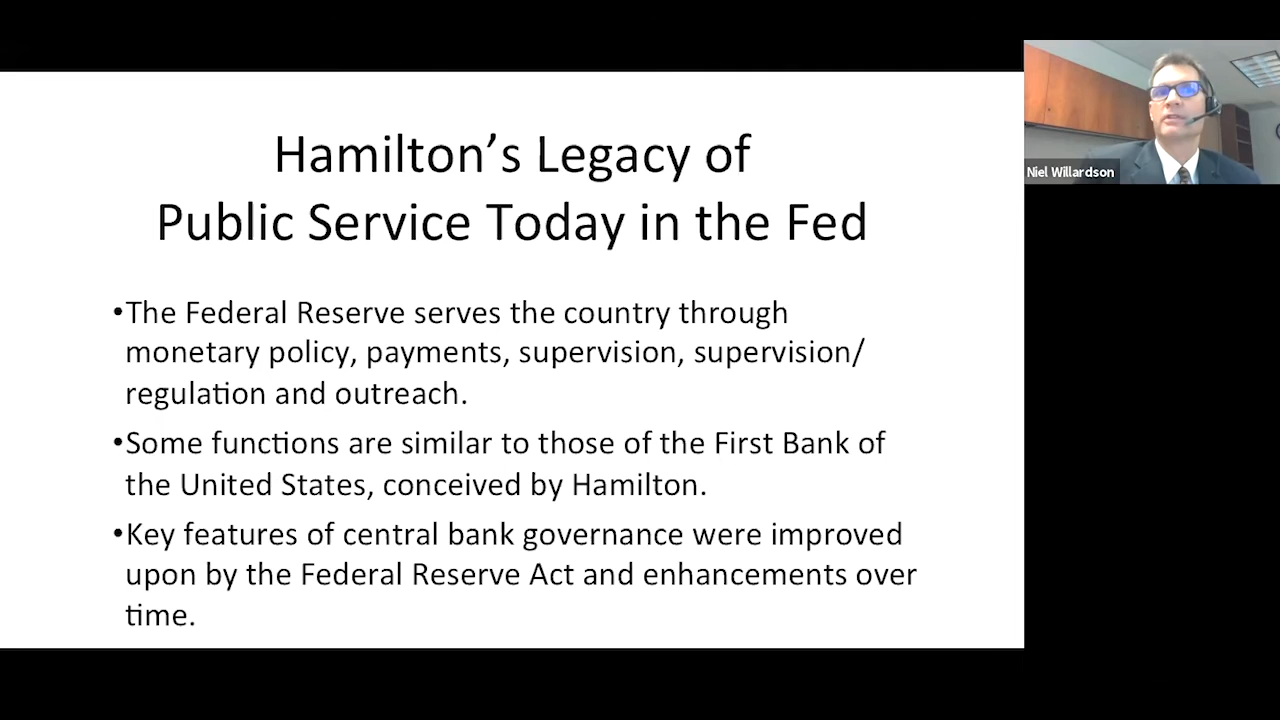 Hamilton’s Legacy of
Public Service Today in the Fed
•The Federal Reserve serves the country through
monetary policy, payments, supervision, supervision/
regulation and outreach.
•Some functions are similar to those of the First Bank of
the United States, conceived by Hamilton.
•Key features of central bank governance were improved
upon by the Federal Reserve Act and enhancements over
time.
Niel Willardson